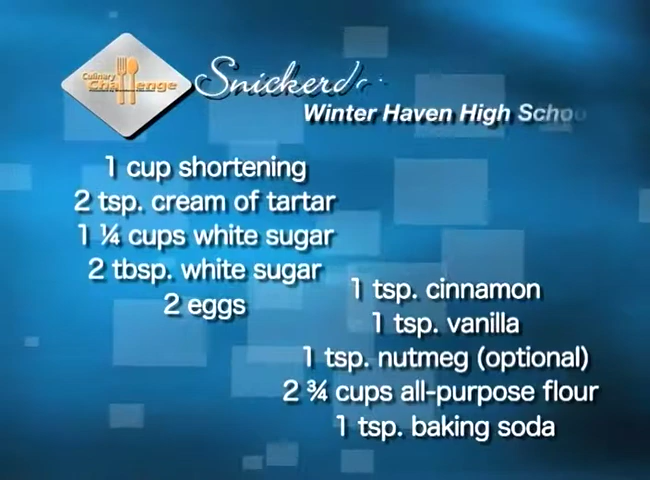 Culinary
Challenge
Snickerd
Winter Haven High Schoo
1 cup shortening
2 tsp. cream of tartar
1 ¼ cups white sugar
2 tbsp. white sugar
2 eggs
1 tsp. cinnamon
1 tsp. vanilla
1 tsp. nutmeg (optional)
2 ¾ cups all-purpose flour
1 tsp. baking soda